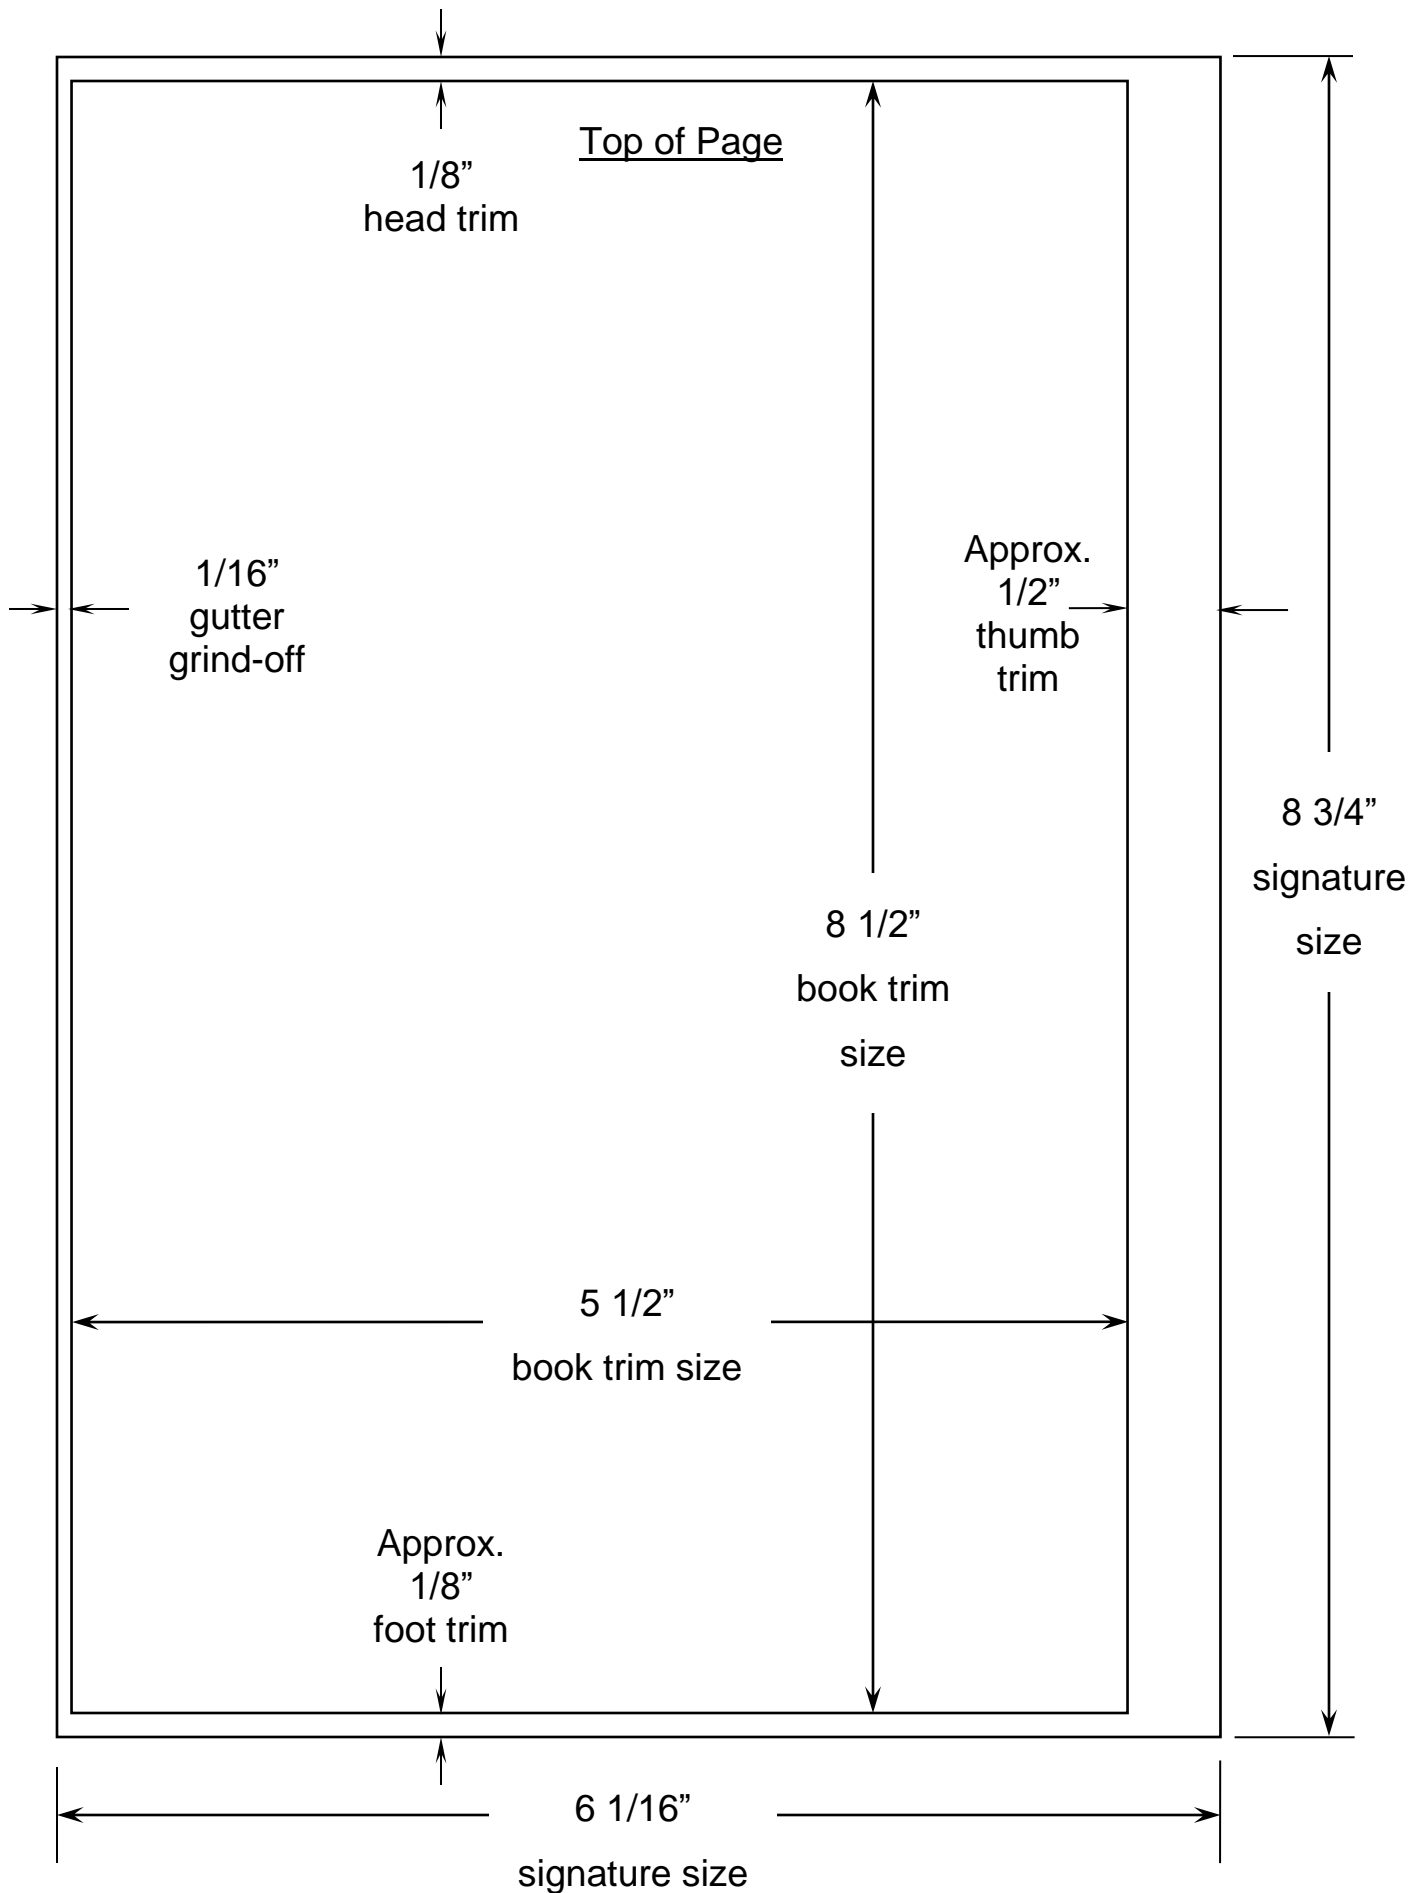 Top of Page
1/8”
head trim
1/16”
gutter
grind-off
Approx.
1/2”
thumb
trim
8 3/4”
signature
size
8 1/2”
book trim
size
5 1/2”
book trim size
Approx.
1/8”
foot trim
6 1/16”
signature size